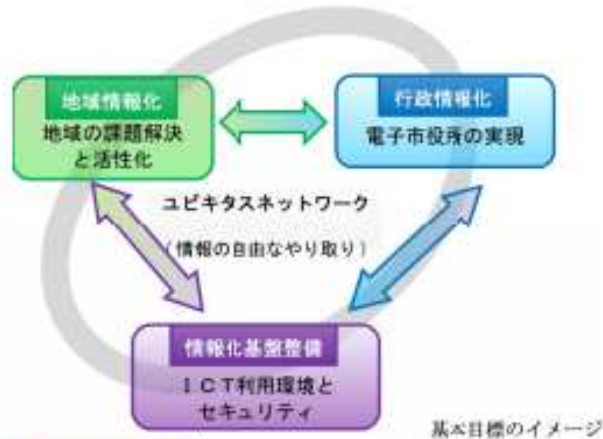 地域情報化
地域の課題解決
と活性化
行政情報化
電子市役所の実現
ユビキタスネットワーク
(情報の自由なやり取り)
情報化基盤整備
ICT利用環境と
セキュリティ
基本目標のイメージ